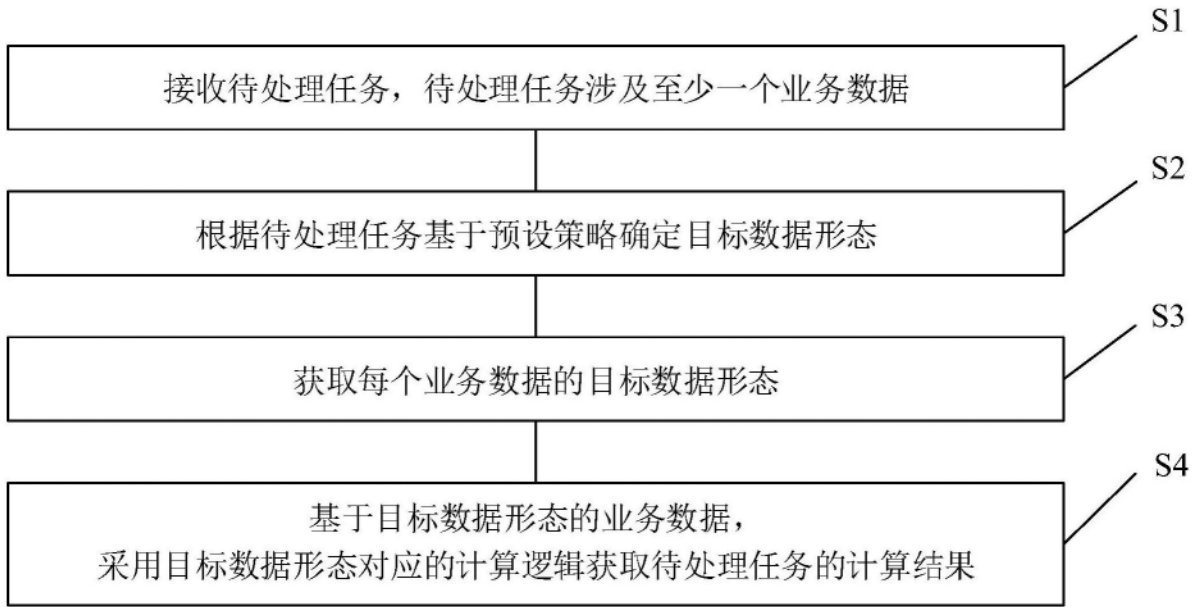 S1
接收待处理任务，待处理任务涉及至少一个业务数据
S2
根据待处理任务基于预设策略确定目标数据形态
S3
获取每个业务数据的目标数据形态
S4
基于目标数据形态的业务数据，
采用目标数据形态对应的计算逻辑获取待处理任务的计算结果